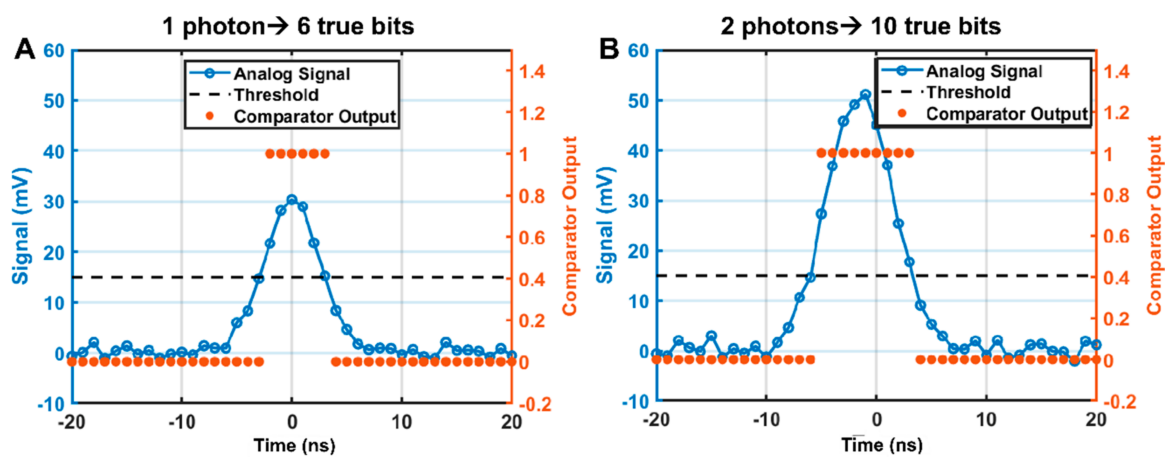 1 photon→ 6 true bits
A
60
50
40
30
20
10
0
-10
Signal (mV)
Analog Signal
Threshold
Comparator Output
1.4
1.2
1
0.8
0.6
0.4
0.2
0
-0.2
Comparator Output
-20
-10
0
10
20
Time (ns)
2 photons→ 10 true bits
B
60
50
40
30
20
10
0
-10
Signal (mV)
Analog Signal
Threshold
Comparator Output
1.4
1.2
1
0.8
0.6
0.4
0.2
0
-0.2
Comparator Output
-20
-10
0
10
20
Time (ns)